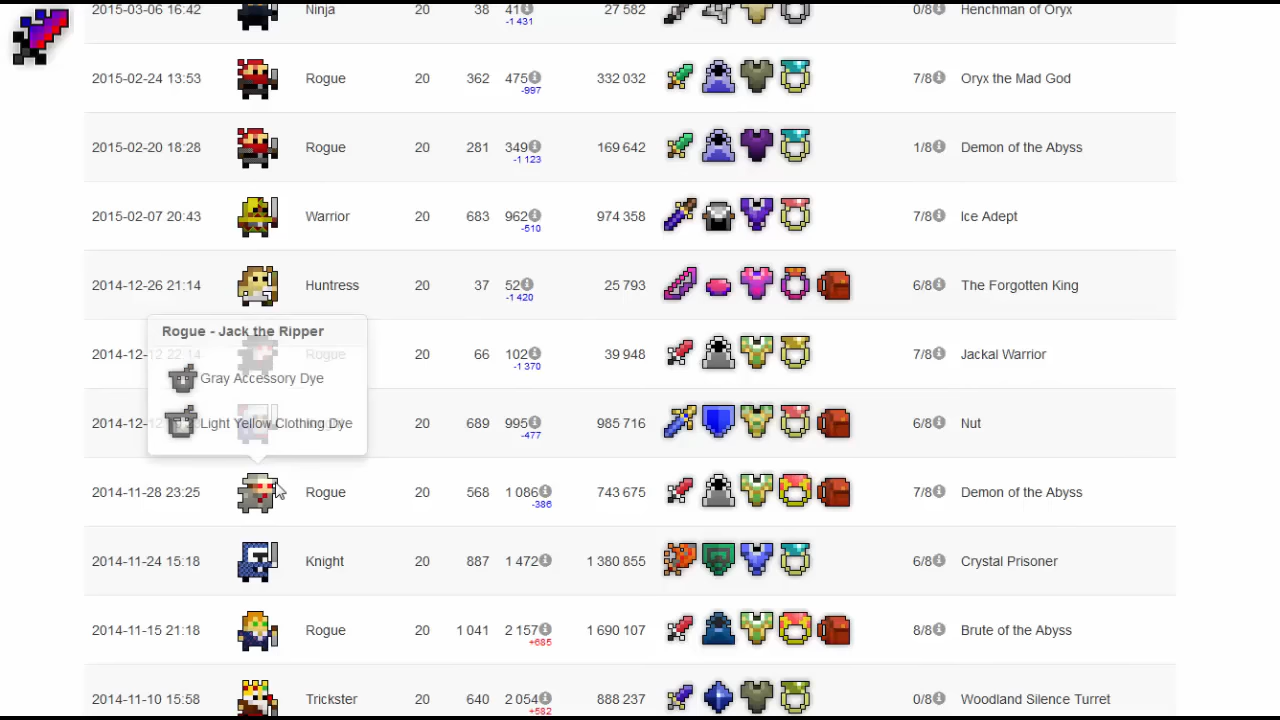 2015-03-06 16:42 Ninja 20 38 41 -1 431 27 582 0/8 Henchman of Oryx
2015-02-24 13:53 Rogue 20 362 475 -997 332 032 7/8 Oryx the Mad God
2015-02-20 18:28 Rogue 20 281 349 -1 123 169 642 1/8 Demon of the Abyss
2015-02-07 20:43 Warrior 20 683 962 -510 974 358 7/8 Ice Adept
2014-12-26 21:14 Huntress 20 37 52 -1 420 25 793 6/8 The Forgotten King
Rogue - Jack the Ripper
2014-12-12 22:14 Rogue 20 66 102 -1 370 39 948 7/8 Jackal Warrior
Gray Accessory Dye
2014-12- 20 689 995 -477 985 716 6/8 Nut
Light Yellow Clothing Dye
2014-11-28 23:25 Rogue 20 568 1 086 -386 743 675 7/8 Demon of the Abyss
2014-11-24 15:18 Knight 20 887 1 472 1 380 855 6/8 Crystal Prisoner
2014-11-15 21:18 Rogue 20 1 041 2 157 +685 1 690 107 8/8 Brute of the Abyss
2014-11-10 15:58 Trickster 20 640 2 054 +582 888 237 0/8 Woodland Silence Turret